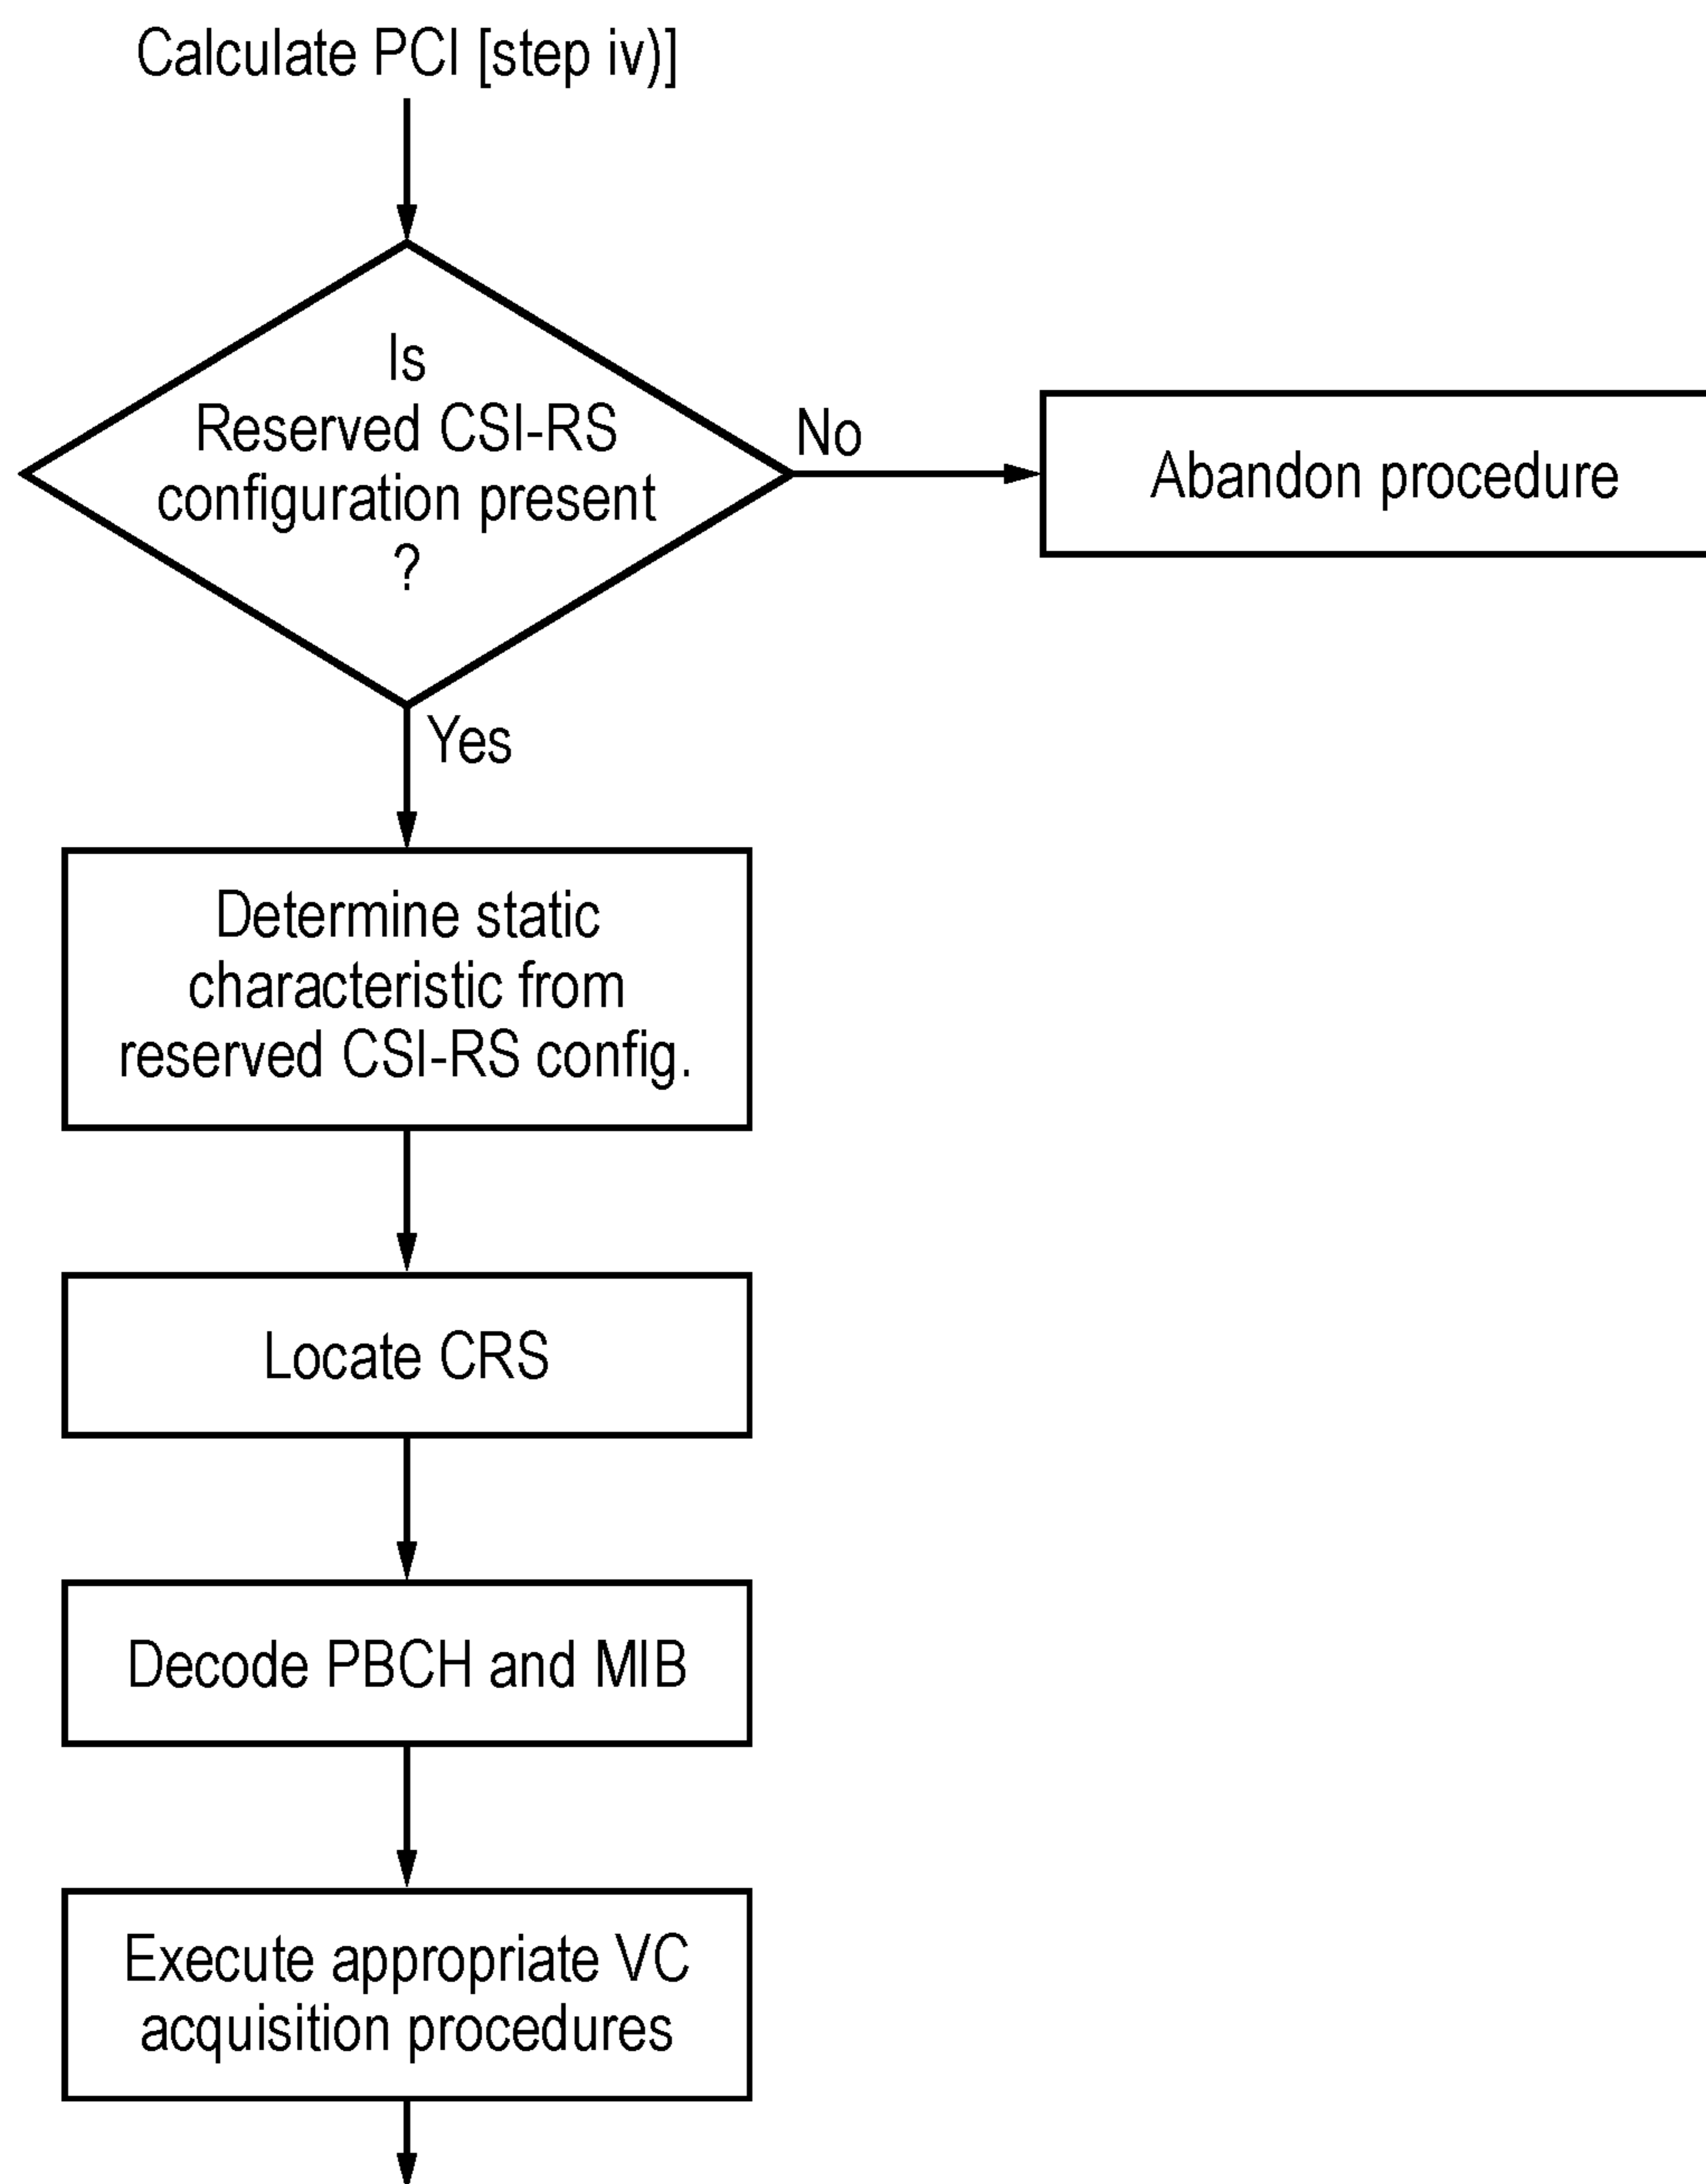 Calculate PCI [step iv)]
Is
Reserved CSI-RS
configuration present
?
No
Abandon procedure
Yes
Determine static
characteristic from
reserved CSI-RS config.
Locate CRS
Decode PBCH and MIB
Execute appropriate VC
acquisition procedures